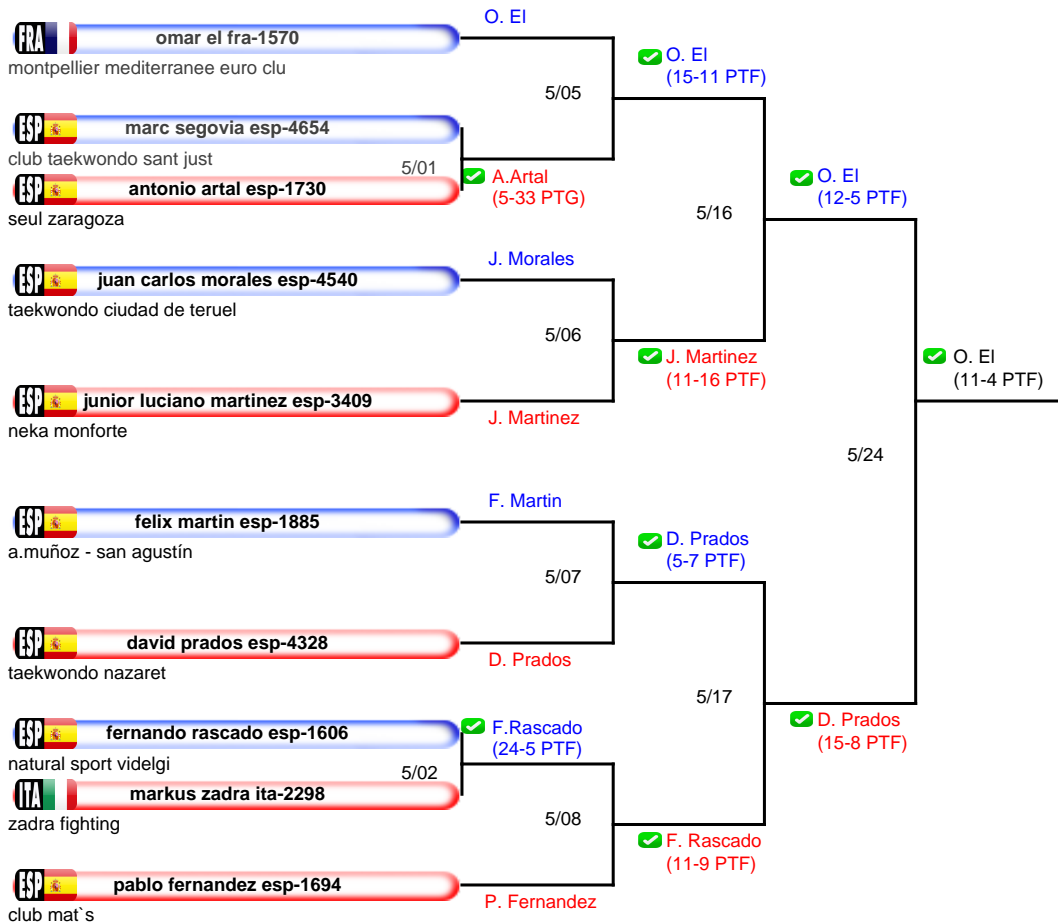 O. El
FRA
omar el fra-1570
montpellier mediterranee euro clu
O. El
(15-11 PTF)
5/05
ESP
marc segovia esp-4654
club taekwondo sant just
5/01
A.Artal
(5-33 PTG)
ESP
antonio artal esp-1730
seul zaragoza
O. El
(12-5 PTF)
5/16
J. Morales
ESP
juan carlos morales esp-4540
taekwondo ciudad de teruel
5/06
J. Martinez
(11-16 PTF)
O. El
(11-4 PTF)
ESP
junior luciano martinez esp-3409
neka monforte
J. Martinez
5/24
F. Martin
ESP
felix martin esp-1885
a.muñoz - san agustín
D. Prados
(5-7 PTF)
5/07
ESP
david prados esp-4328
taekwondo nazaret
D. Prados
5/17
D. Prados
(15-8 PTF)
ESP
fernando rascado esp-1606
natural sport videlgi
F.Rascado
(24-5 PTF)
5/02
ITA
markus zadra ita-2298
zadra fighting
5/08
F. Rascado
(11-9 PTF)
ESP
pablo fernandez esp-1694
club mat`s
P. Fernandez